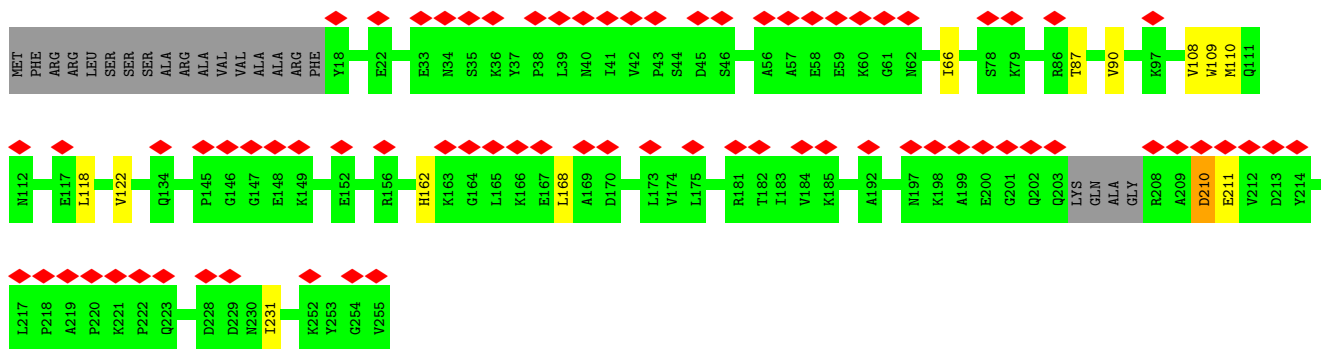 MET PHE ARG ARG LEU SER SER SER ALA ARG ALA VAL VAL ALA ALA ARG PHE Y18 E22 E33 N34 S35 K36 Y37 P38 L39 N40 I41 V42 P43 S44 D45 S46 A56 A57 E58 E59 K60 G61 N62 I66 S78 K79 R86 T87 V90 K97 V108 W109 M110 Q111
N112 E117 L118 V122 Q134 P145 G146 G147 E148 K149 E152 R156 H162 K163 G164 L165 K166 E167 L168 A169 D170 L173 V174 L175 R181 T182 I183 V184 K185 A192 N197 K198 A199 E200 G201 Q202 Q203 LYS GLN ALA GLY R208 A209 D210 E211 V212 D213 Y214
L217 P218 A219 P220 K221 P222 Q223 D228 D229 N230 I231 K252 Y253 G254 V255